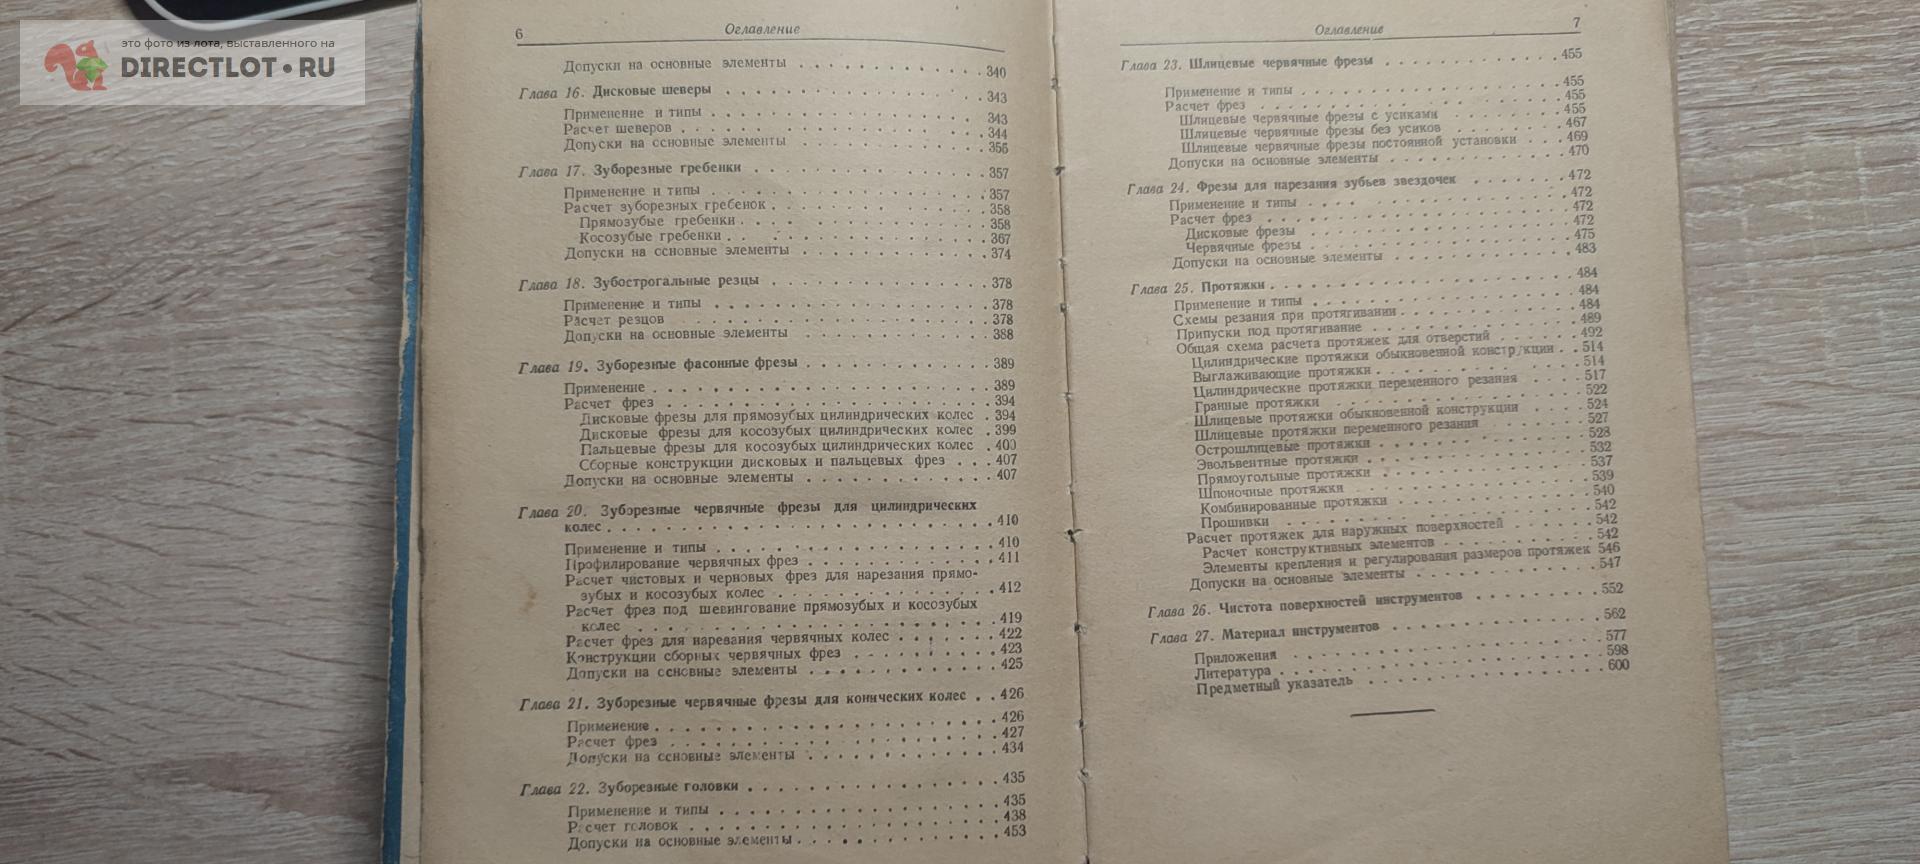 это фото из лота, выставленного на
DIRECTLOT.RU
6 Оглавление
Допуски на основные элементы . . . . . . . . . . . . 340
Глава 16. Дисковые шеверы . . . . . . . . . . . . 343
Применение и типы . . . . . . . . . . . . 343
Расчет шеверов . . . . . . . . . . . . 344
Допуски на основные элементы . . . . . . . . . . . . 356
Глава 17. Зуборезные гребенки . . . . . . . . . . . . 357
Применение и типы . . . . . . . . . . . . 357
Расчет зуборезных гребенок . . . . . . . . . . . . 358
Прямозубые гребенки . . . . . . . . . . . . 358
Косозубые гребенки . . . . . . . . . . . . 367
Допуски на основные элементы . . . . . . . . . . . . 374
Глава 18. Зубострогальные резцы . . . . . . . . . . . . 378
Применение и типы . . . . . . . . . . . . 378
Расчет резцов . . . . . . . . . . . . 378
Допуски на основные элементы . . . . . . . . . . . . 388
Глава 19. Зуборезные фасонные фрезы . . . . . . . . . . . . 389
Применение . . . . . . . . . . . . 389
Расчет фрез . . . . . . . . . . . . 394
Дисковые фрезы для прямозубых цилиндрических колес . 394
Дисковые фрезы для косозубых цилиндрических колес . 399
Пальцевые фрезы для косозубых цилиндрических колес . 400
Сборные конструкции дисковых и пальцевых фрез . . . 407
Допуски на основные элементы . . . . . . . . . . . . 407
Глава 20. Зуборезные червячные фрезы для цилиндрических
колес . . . . . . . . . . . . 410
Применение и типы . . . . . . . . . . . . 410
Профилирование червячных фрез . . . . . . . . . . . . 411
Расчет чистовых и черновых фрез для нарезания прямо-
зубых и косозубых колес . . . . . . . . . . . . 412
Расчет фрез под шевингование прямозубых и косозубых
колес . . . . . . . . . . . . 419
Расчет фрез для нарезания червячных колес . . . . . . 422
Конструкции сборных червячных фрез . . . . . . . . 423
Допуски на основные элементы . . . . . . . . . . . . 425
Глава 21. Зуборезные червячные фрезы для конических колес . . 426
Применение . . . . . . . . . . . . 426
Расчет фрез . . . . . . . . . . . . 427
Допуски на основные элементы . . . . . . . . . . . . 434
Глава 22. Зуборезные головки . . . . . . . . . . . . 435
Применение и типы . . . . . . . . . . . . 435
Расчет головок . . . . . . . . . . . . 438
Допуски на основные элементы . . . . . . . . . . . . 453
Оглавление 7
Глава 23. Шлицевые червячные фрезы . . . . . . . . . . . . 455
Применение и типы . . . . . . . . . . . . 455
Расчет фрез . . . . . . . . . . . . 455
Шлицевые червячные фрезы с усиками . . . . . . . . 455
Шлицевые червячные фрезы без усиков . . . . . . . . 467
Шлицевые червячные фрезы постоянной установки . . . . 469
Допуски на основные элементы . . . . . . . . . . . . 470
Глава 24. Фрезы для нарезания зубьев звездочек . . . . . . . 472
Применение и типы . . . . . . . . . . . . 472
Расчет фрез . . . . . . . . . . . . 472
Дисковые фрезы . . . . . . . . . . . . 472
Червячные фрезы . . . . . . . . . . . . 475
Допуски на основные элементы . . . . . . . . . . . . 483
Глава 25. Протяжки . . . . . . . . . . . . 484
Применение и типы . . . . . . . . . . . . 484
Схемы резания при протягивании . . . . . . . . . . . . 484
Припуски под протягивание . . . . . . . . . . . . 489
Общая схема расчета протяжек для отверстий . . . . . . 492
Цилиндрические протяжки обыкновенной конструкции . . 514
Выглаживающие протяжки . . . . . . . . . . . . 514
Цилиндрические протяжки переменного резания . . . . 517
Гранные протяжки . . . . . . . . . . . . 522
Шлицевые протяжки обыкновенной конструкции . . . . 524
Шлицевые протяжки переменного резания . . . . . . 527
Острошлицевые протяжки . . . . . . . . . . . . 528
Эвольвентные протяжки . . . . . . . . . . . . 532
Прямоугольные протяжки . . . . . . . . . . . . 537
Шпоночные протяжки . . . . . . . . . . . . 539
Комбинированные протяжки . . . . . . . . . . . . 540
Прошивки . . . . . . . . . . . . 542
Расчет протяжек для наружных поверхностей . . . . . . 542
Расчет конструктивных элементов . . . . . . . . . . 542
Элементы крепления и регулирования размеров протяжек 546
Допуски на основные элементы . . . . . . . . . . . . 547
Глава 26. Чистота поверхностей инструментов . . . . . . . . 552
Глава 27. Материал инструментов . . . . . . . . . . . . 562
Приложения . . . . . . . . . . . . 577
Литература . . . . . . . . . . . . 598
Предметный указатель . . . . . . . . . . . . 600